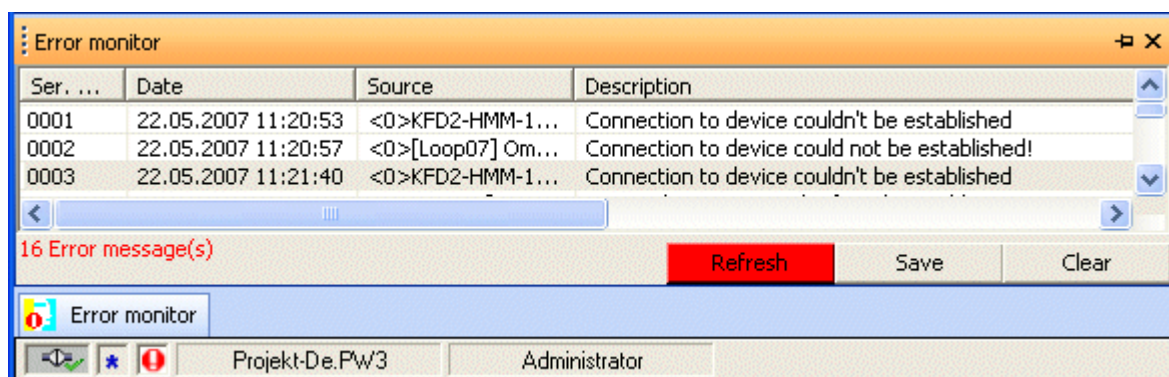 Error monitor
Ser. ... Date Source Description
0001 22.05.2007 11:20:53 <0>KFD2-HMM-1... Connection to device couldn't be established
0002 22.05.2007 11:20:57 <0>[Loop07] Om... Connection to device could not be established!
0003 22.05.2007 11:21:40 <0>KFD2-HMM-1... Connection to device couldn't be established
16 Error message(s)
Refresh Save Clear
Error monitor
Projekt-De.PW3 Administrator